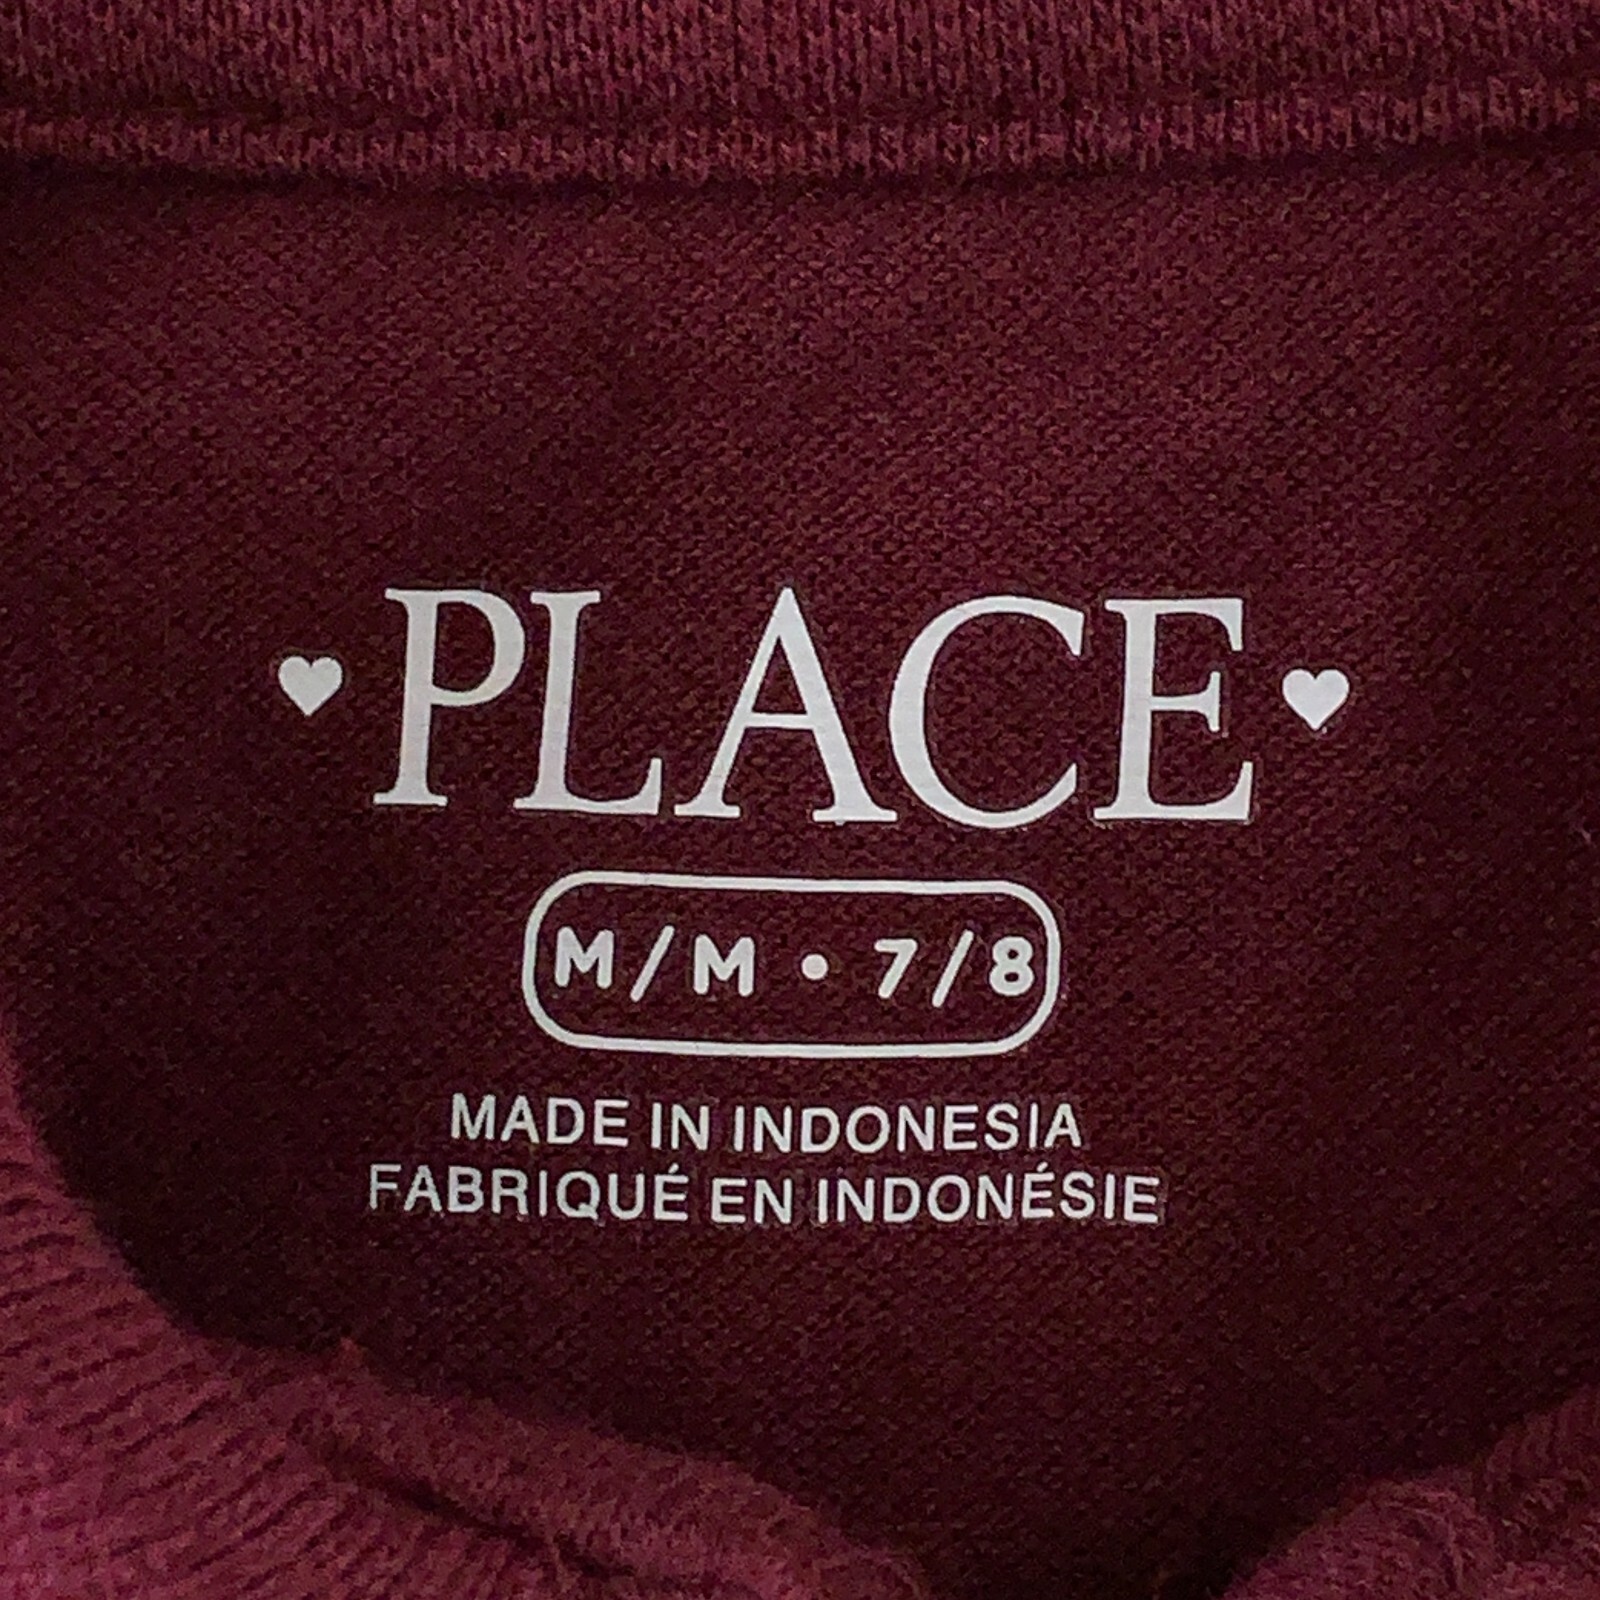 ♥PLACE♥
M/M • 7/8
MADE IN INDONESIA
FABRIQUÉ EN INDONÉSIE